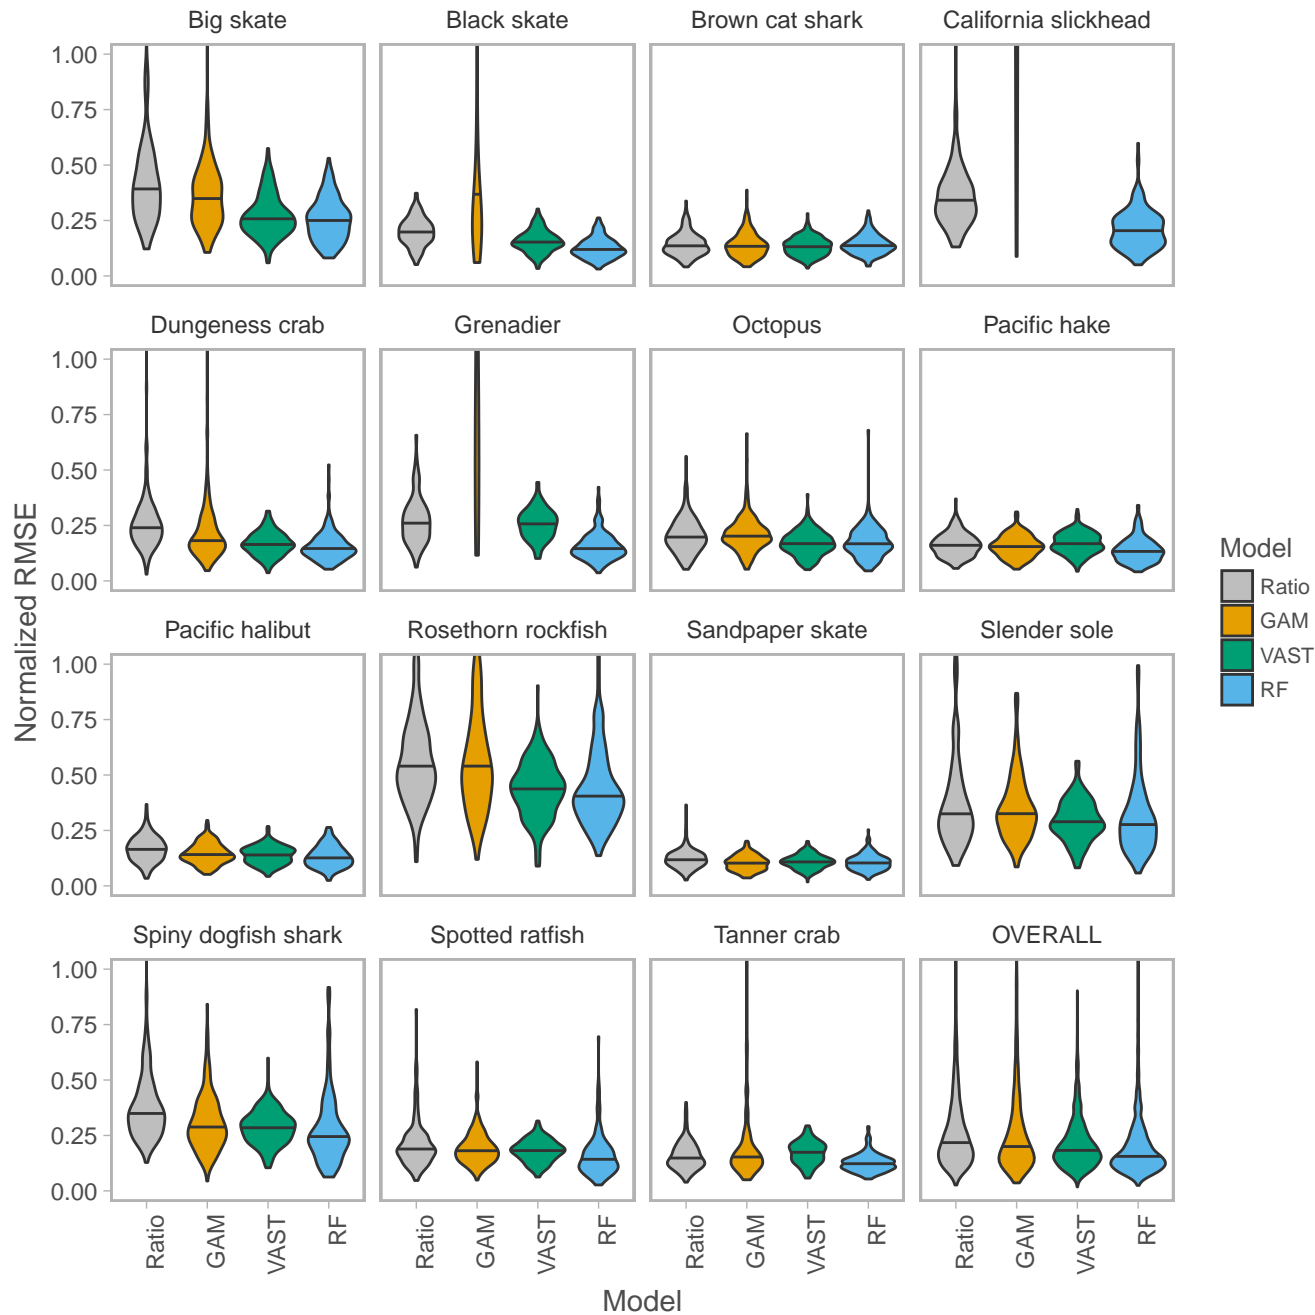 Big skate
Black skate
Brown cat shark
California slickhead
1.00
0.75
0.50
0.25
0.00
Dungeness crab
Grenadier
Octopus
Pacific hake
1.00
0.75
0.50
0.25
0.00
Pacific halibut
Rosethorn rockfish
Sandpaper skate
Slender sole
1.00
0.75
0.50
0.25
0.00
Spiny dogfish shark
Spotted ratfish
Tanner crab
OVERALL
1.00
0.75
0.50
0.25
0.00
Ratio
GAM
VAST
RF
Ratio
GAM
VAST
RF
Ratio
GAM
VAST
RF
Ratio
GAM
VAST
RF
Model
Normalized RMSE
Model
Ratio
GAM
VAST
RF